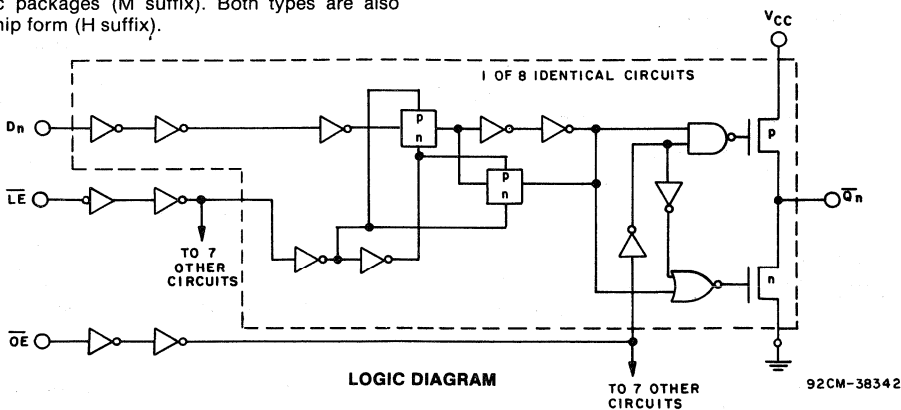 c packages (M suffix). Both types are also
hip form (H suffix).
VCC
1 OF 8 IDENTICAL CIRCUITS
Dn
p
n
p
n
p
LE
Qn
TO 7
OTHER
CIRCUITS
n
OE
LOGIC DIAGRAM
TO 7 OTHER
CIRCUITS
92CM-38342